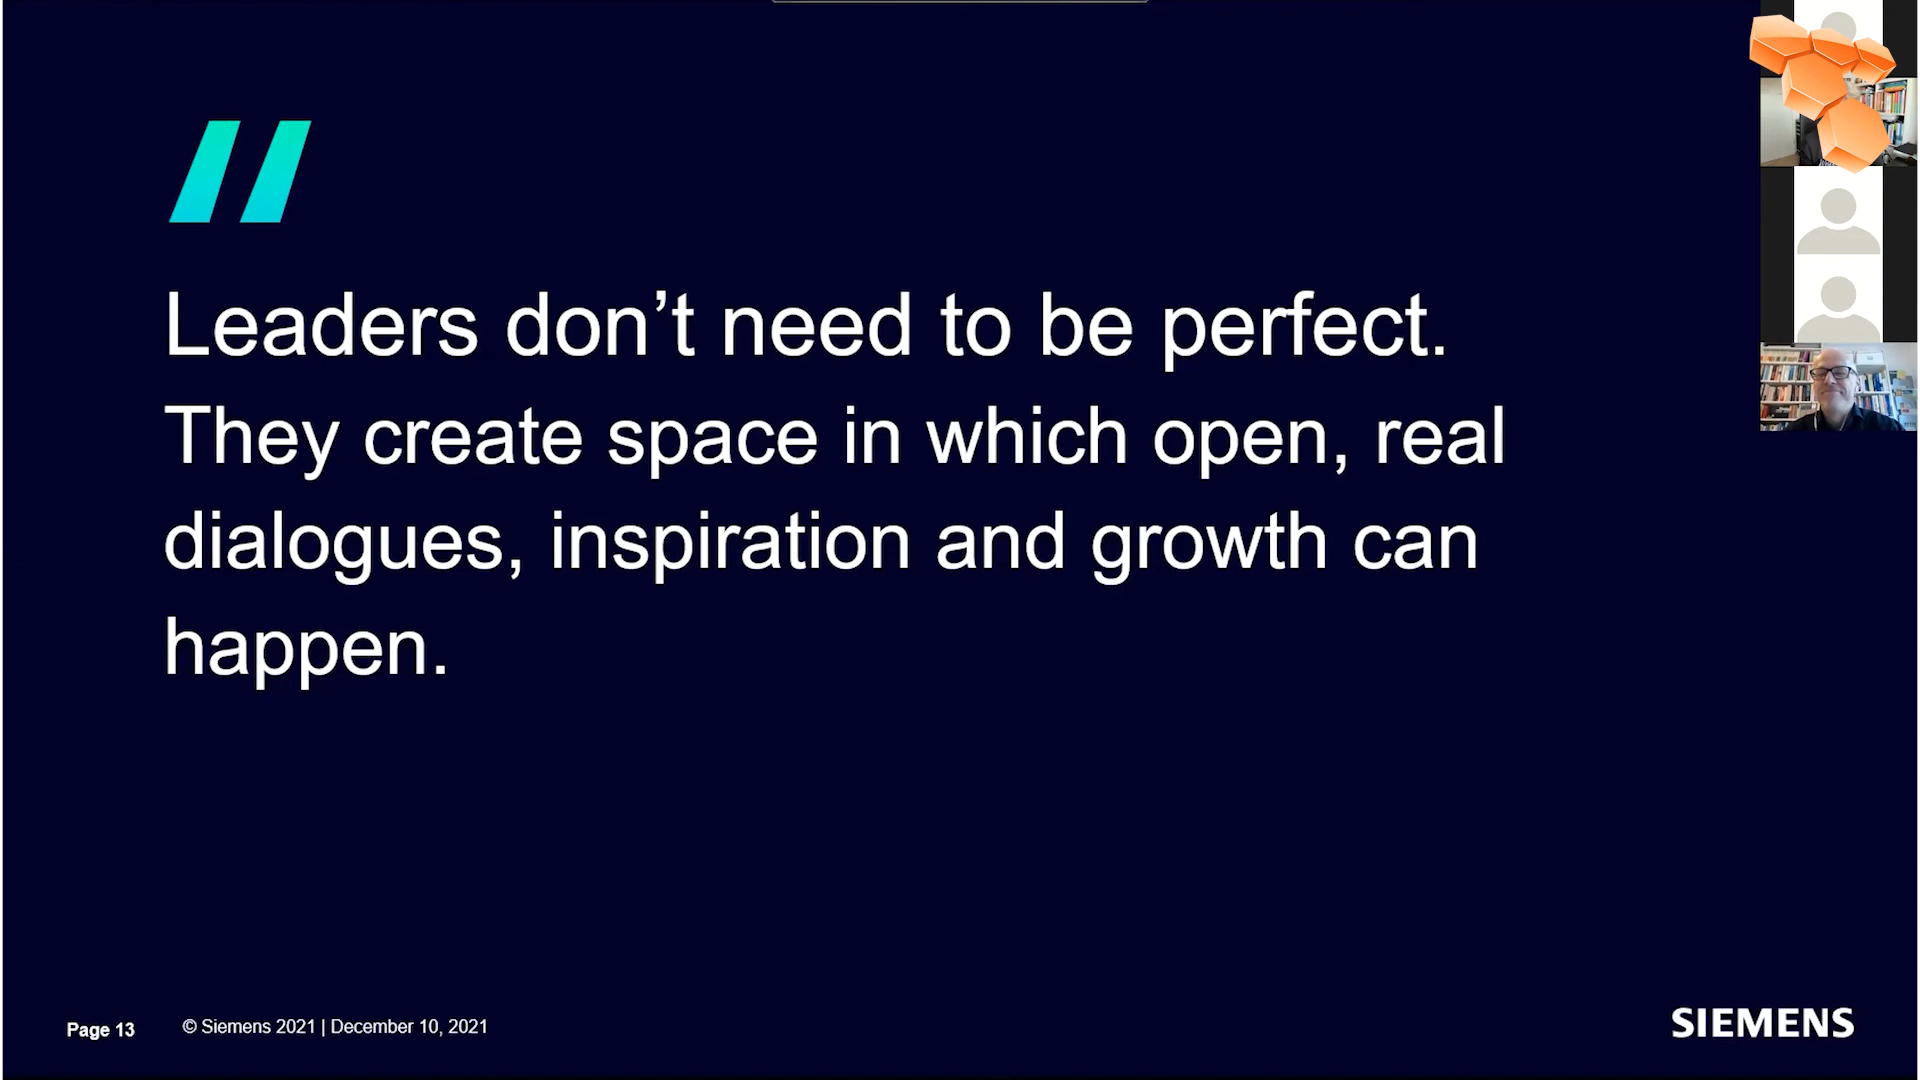 Leaders don’t need to be perfect.
They create space in which open, real
dialogues, inspiration and growth can
happen.
Page 13
© Siemens 2021 | December 10, 2021
SIEMENS